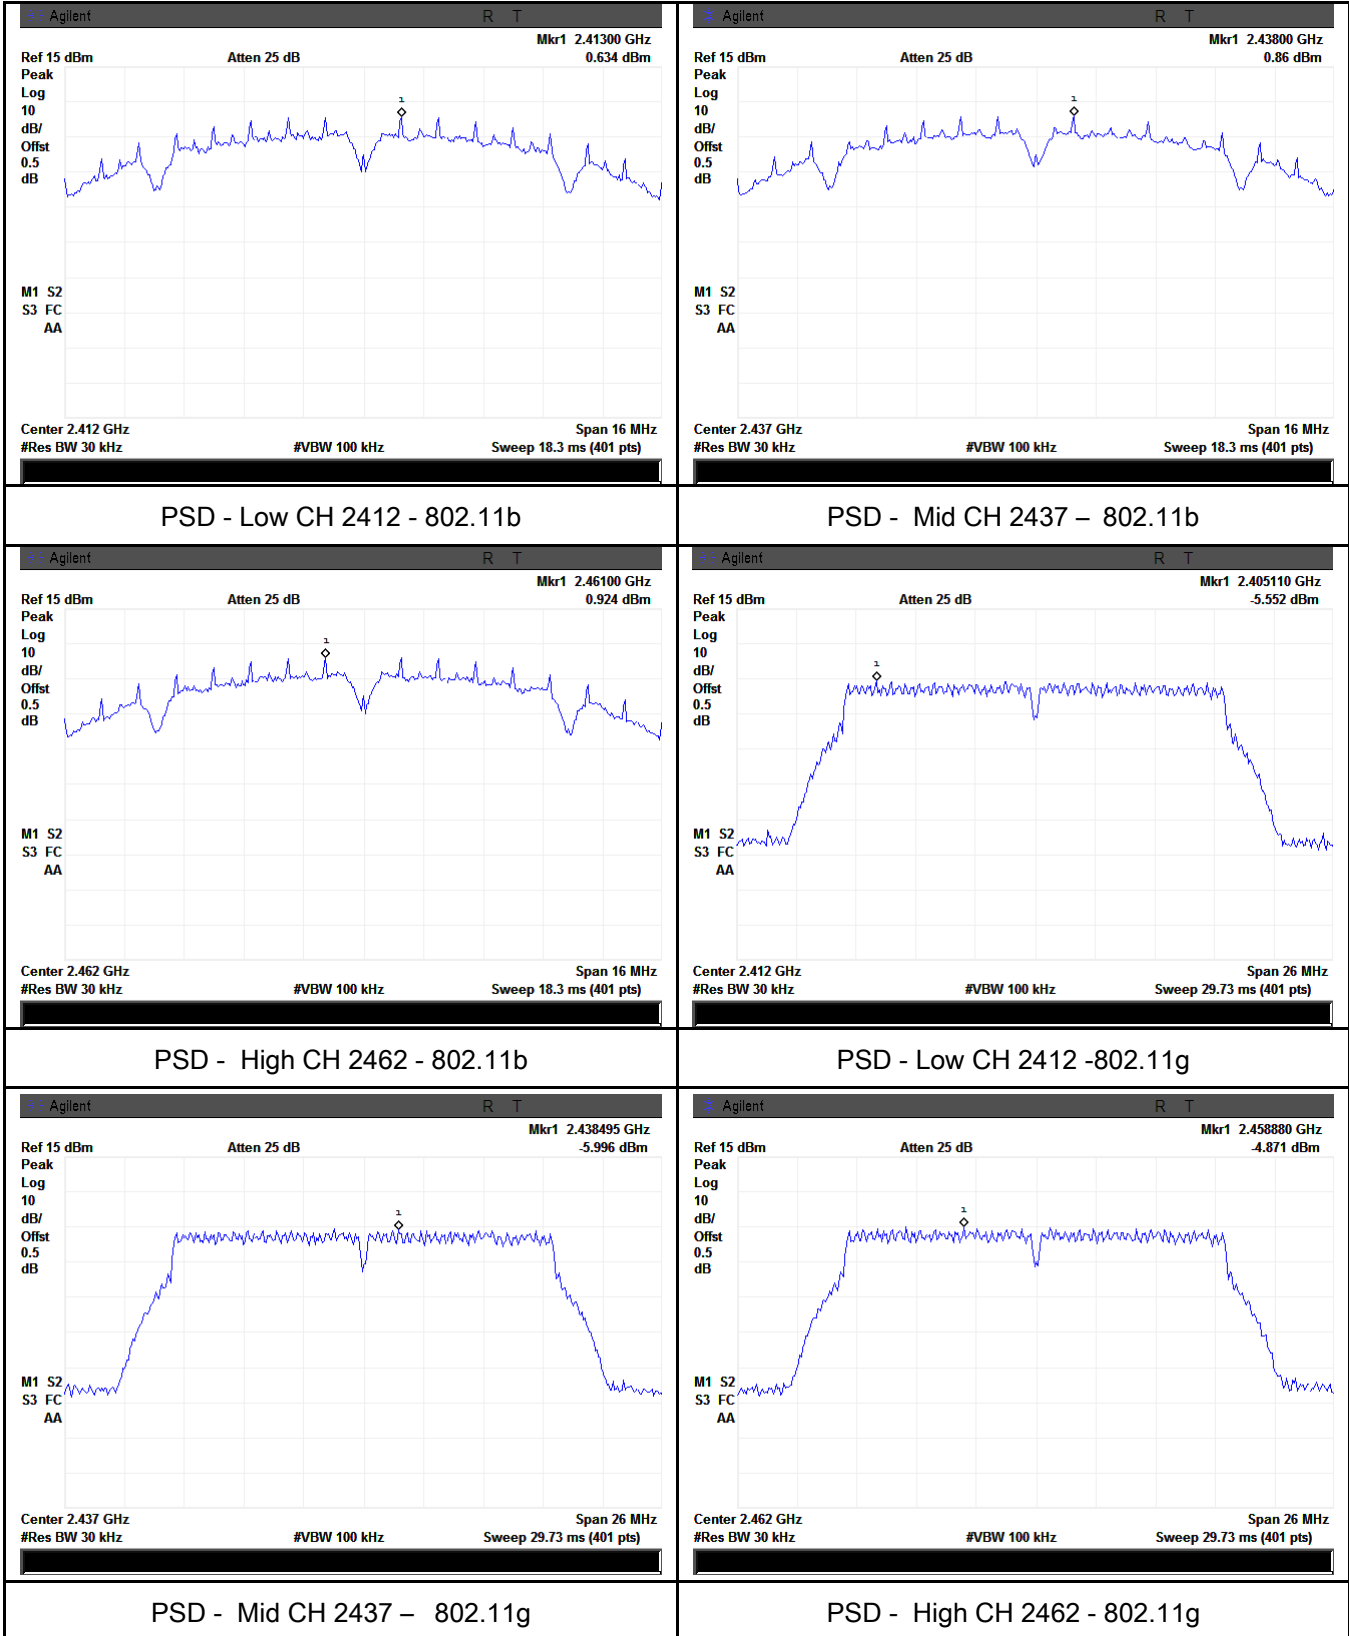 Agilent R T
Mkr1 2.41300 GHz
Ref 15 dBm Atten 25 dB 0.634 dBm
Peak
Log
10
dB/
Offst
0.5
dB
1
M1 S2
S3 FC
AA
Center 2.412 GHz Span 16 MHz
#Res BW 30 kHz #VBW 100 kHz Sweep 18.3 ms (401 pts)
PSD - Low CH 2412 - 802.11b
Agilent R T
Mkr1 2.43800 GHz
Ref 15 dBm Atten 25 dB 0.86 dBm
Peak
Log
10
dB/
Offst
0.5
dB
1
M1 S2
S3 FC
AA
Center 2.437 GHz Span 16 MHz
#Res BW 30 kHz #VBW 100 kHz Sweep 18.3 ms (401 pts)
PSD - Mid CH 2437 – 802.11b
Agilent R T
Mkr1 2.46100 GHz
Ref 15 dBm Atten 25 dB 0.924 dBm
Peak
Log
10
dB/
Offst
0.5
dB
1
M1 S2
S3 FC
AA
Center 2.462 GHz Span 16 MHz
#Res BW 30 kHz #VBW 100 kHz Sweep 18.3 ms (401 pts)
PSD - High CH 2462 - 802.11b
Agilent R T
Mkr1 2.405110 GHz
Ref 15 dBm Atten 25 dB -5.552 dBm
Peak
Log
10
dB/
Offst
0.5
dB
1
M1 S2
S3 FC
AA
Center 2.412 GHz Span 26 MHz
#Res BW 30 kHz #VBW 100 kHz Sweep 29.73 ms (401 pts)
PSD - Low CH 2412 -802.11g
Agilent R T
Mkr1 2.438495 GHz
Ref 15 dBm Atten 25 dB -5.996 dBm
Peak
Log
10
dB/
Offst
0.5
dB
1
M1 S2
S3 FC
AA
Center 2.437 GHz Span 26 MHz
#Res BW 30 kHz #VBW 100 kHz Sweep 29.73 ms (401 pts)
PSD - Mid CH 2437 – 802.11g
Agilent R T
Mkr1 2.458880 GHz
Ref 15 dBm Atten 25 dB -4.871 dBm
Peak
Log
10
dB/
Offst
0.5
dB
1
M1 S2
S3 FC
AA
Center 2.462 GHz Span 26 MHz
#Res BW 30 kHz #VBW 100 kHz Sweep 29.73 ms (401 pts)
PSD - High CH 2462 - 802.11g